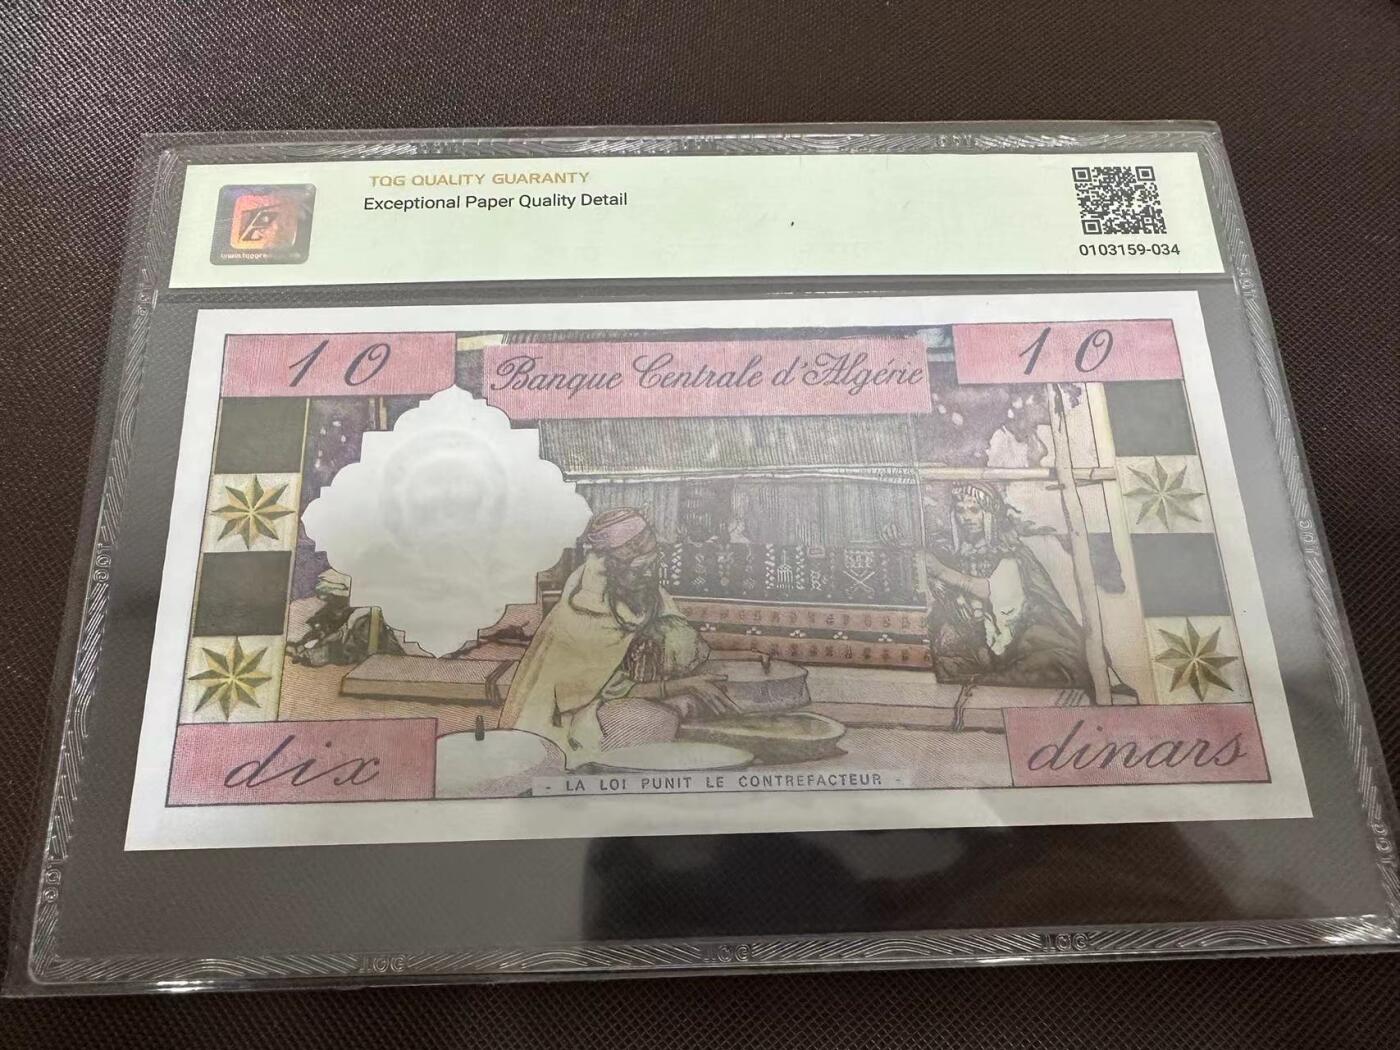 TQG QUALITY GUARANTY
Exceptional Paper Quality Detail
0103159-034
10
Banque Centrale d'Algérie
10
dix
dinars
- LA LOI PUNIT LE CONTREFACTEUR -